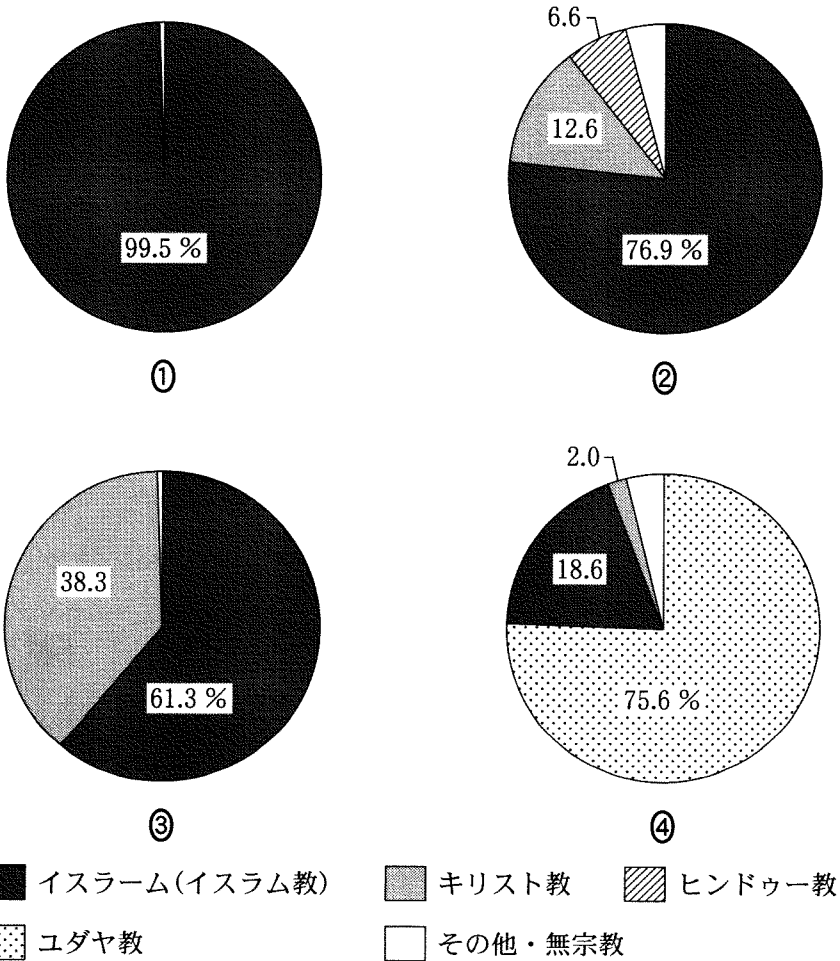 6.6
12.6
99.5 %
76.9 %
①
②
2.0
38.3
18.6
61.3 %
75.6 %
③
④
イスラーム(イスラム教)
キリスト教
ヒンドゥー教
ユダヤ教
その他・無宗教